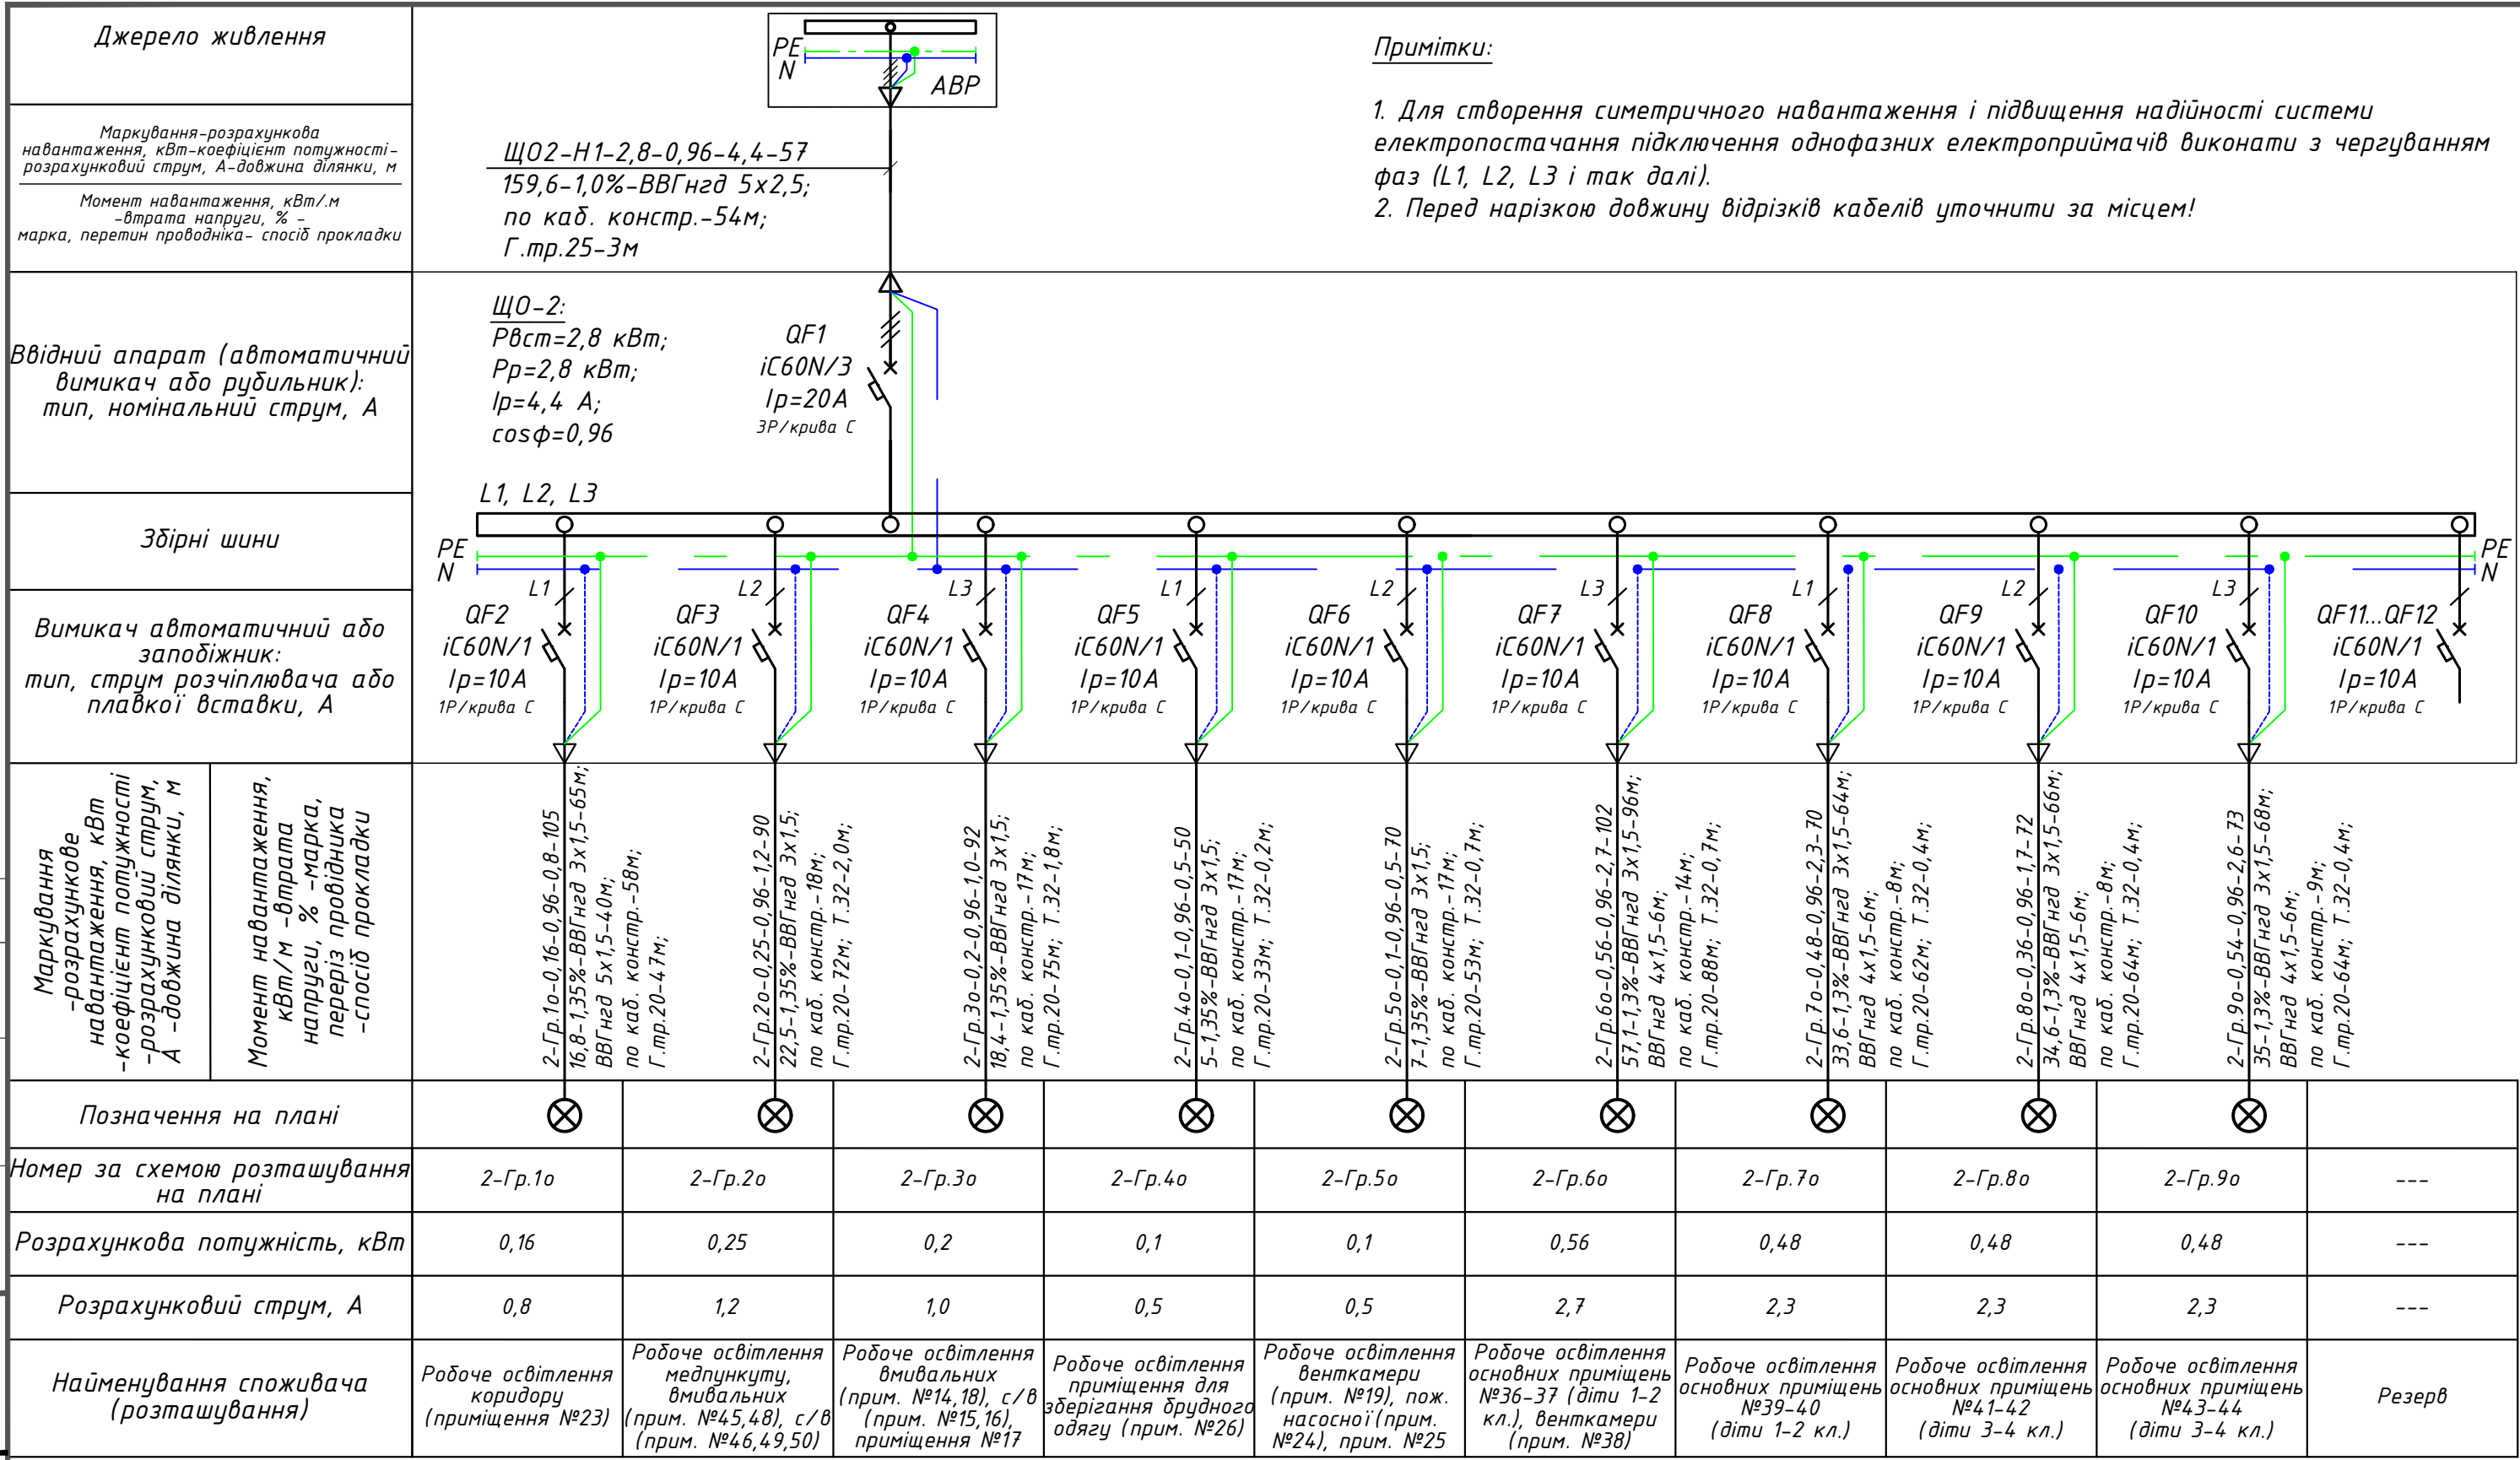 Джерело живлення
PE
N
АВР
Примітки:
1. Для створення симетричного навантаження і підвищення надійності системи
електропостачання підключення однофазних електроприймачів виконати з чергуванням
фаз (L1, L2, L3 і так далі).
2. Перед нарізкою довжину відрізків кабелів уточнити за місцем!
Маркування-розрахункова
навантаження, кВт-коефіцієнт потужності-
розрахунковий струм, А-довжина ділянки, м
Момент навантаження, кВт/.м
-втрата напруги, % -
марка, перетин проводніка- спосіб прокладки
ЩО2-Н1-2,8-0,96-4,4-57
159,6-1,0%-ВВГнгд 5х2,5;
по каб. констр.-54м;
Г.тр.25-3м
Ввідний апарат (автоматичний
вимикач або рубильник):
тип, номінальний струм, А
ЩО-2:
Рвст=2,8 кВт;
Рр=2,8 кВт;
Ір=4,4 А;
cosφ=0,96
QF1
iC60N/3
Ip=20А
3Р/крива С
L1, L2, L3
Збірні шини
PE
N
PE
N
Вимикач автоматичний або
запобіжник:
тип, струм розчіплювача або
плавкої вставки, А
L1
QF2
iC60N/1
Ip=10А
1Р/крива С
L2
QF3
iC60N/1
Ip=10А
1Р/крива С
L3
QF4
iC60N/1
Ip=10А
1Р/крива С
L1
QF5
iC60N/1
Ip=10А
1Р/крива С
L2
QF6
iC60N/1
Ip=10А
1Р/крива С
L3
QF7
iC60N/1
Ip=10А
1Р/крива С
L1
QF8
iC60N/1
Ip=10А
1Р/крива С
L2
QF9
iC60N/1
Ip=10А
1Р/крива С
L3
QF10
iC60N/1
Ip=10А
1Р/крива С
QF11...QF12
iC60N/1
Ip=10А
1Р/крива С
Маркування
-розрахункове
навантаження, кВт
-коефіцієнт потужності
-розрахунковий струм,
А -довжина ділянки, м
Момент навантаження,
кВт/м -втрата
напруги, % -марка,
переріз провідника
-спосіб прокладки
2-Гр.1о-0,16-0,96-0,8-105
16,8-1,35%-ВВГнгд 3х1,5-65м;
ВВГнгд 5х1,5-40м;
по каб. констр.-58м;
Г.тр.20-47м;
2-Гр.2о-0,25-0,96-1,2-90
22,5-1,35%-ВВГнгд 3х1,5;
по каб. констр.-18м;
Г.тр.20-72м; Т.32-2,0м;
2-Гр.3о-0,2-0,96-1,0-92
18,4-1,35%-ВВГнгд 3х1,5;
по каб. констр.-17м;
Г.тр.20-75м; Т.32-1,8м;
2-Гр.4о-0,1-0,96-0,5-50
5-1,35%-ВВГнгд 3х1,5;
по каб. констр.-17м;
Г.тр.20-33м; Т.32-0,2м;
2-Гр.5о-0,1-0,96-0,5-70
7-1,35%-ВВГнгд 3х1,5;
по каб. констр.-17м;
Г.тр.20-53м; Т.32-0,7м;
2-Гр.6о-0,56-0,96-2,7-102
57,1-1,3%-ВВГнгд 3х1,5-96м;
ВВГнгд 4х1,5-6м;
по каб. констр.-14м;
Г.тр.20-88м; Т.32-0,7м;
2-Гр.7о-0,48-0,96-2,3-70
33,6-1,3%-ВВГнгд 3х1,5-64м;
ВВГнгд 4х1,5-6м;
по каб. констр.-8м;
Г.тр.20-62м; Т.32-0,4м;
2-Гр.8о-0,36-0,96-1,7-72
34,6-1,3%-ВВГнгд 3х1,5-66м;
ВВГнгд 4х1,5-6м;
по каб. констр.-8м;
Г.тр.20-64м; Т.32-0,4м;
2-Гр.9о-0,54-0,96-2,6-73
35-1,3%-ВВГнгд 3х1,5-68м;
ВВГнгд 4х1,5-6м;
по каб. констр.-9м;
Г.тр.20-64м; Т.32-0,4м;
Позначення на плані
Номер за схемою розташування
на плані
2-Гр.1о
2-Гр.2о
2-Гр.3о
2-Гр.4о
2-Гр.5о
2-Гр.6о
2-Гр.7о
2-Гр.8о
2-Гр.9о
---
Розрахункова потужність, кВт
0,16
0,25
0,2
0,1
0,1
0,56
0,48
0,48
0,48
---
Розрахунковий струм, А
0,8
1,2
1,0
0,5
0,5
2,7
2,3
2,3
2,3
---
Найменування споживача
(розташування)
Робоче освітлення
коридору
(приміщення №23)
Робоче освітлення
медпункуту,
вмивальних
(прим. №45,48), с/в
(прим. №46,49,50)
Робоче освітлення
вмивальних
(прим. №14,18), с/в
(прим. №15,16),
приміщення №17
Робоче освітлення
приміщення для
зберігання брудного
одягу (прим. №26)
Робоче освітлення
венткамери
(прим. №19), пож.
насосної (прим.
№24), прим. №25
Робоче освітлення
основних приміщень
№36-37 (діти 1-2
кл.), венткамери
(прим. №38)
Робоче освітлення
основних приміщень
№39-40
(діти 1-2 кл.)
Робоче освітлення
основних приміщень
№41-42
(діти 3-4 кл.)
Робоче освітлення
основних приміщень
№43-44
(діти 3-4 кл.)
Резерв